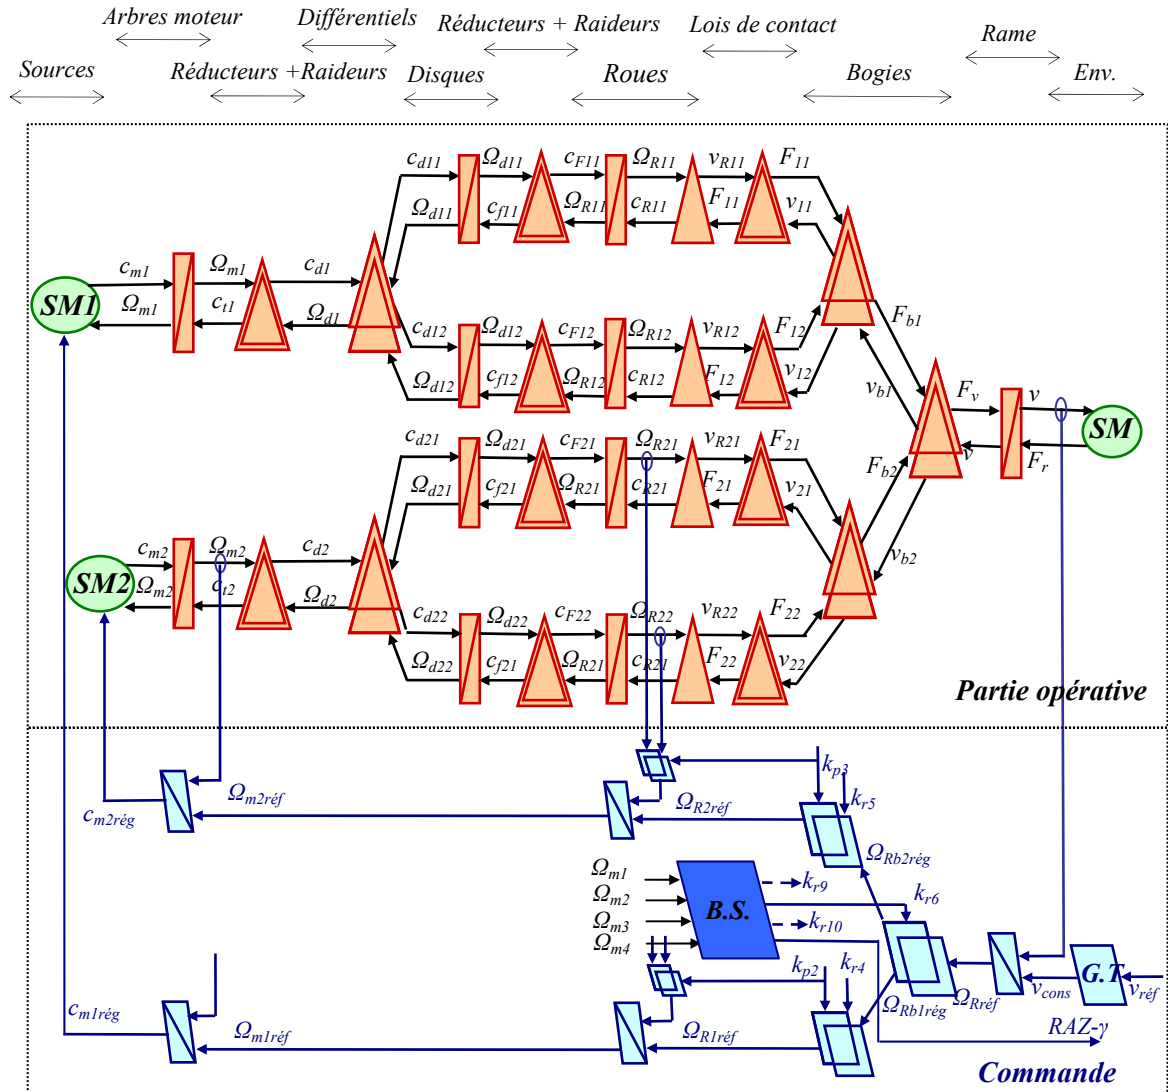 Arbres moteur Différentiels Réducteurs + Raideurs Lois de contact Rame
Sources Réducteurs +Raideurs Disques Roues Bogies Env.
c_d11 Ω_d11 c_F11 Ω_R11 v_R11 F_11
Ω_d11 c_f11 Ω_R11 c_R11 F_11 v_11
c_m1 Ω_m1 c_d1
SM1 Ω_m1 c_t1 Ω_d1
F_b1
c_d12 Ω_d12 c_F12 Ω_R12 v_R12 F_12
Ω_d12 c_f12 Ω_R12 c_R12 F_12 v_12
v_b1 F_v v
SM
v F_r
c_d21 Ω_d21 c_F21 Ω_R21 v_R21 F_21
Ω_d21 c_f21 Ω_R21 c_R21 F_21 v_21
F_b2
c_m2 Ω_m2 c_d2
SM2 Ω_m2 c_t2 Ω_d2
v_b2
c_d22 Ω_d22 c_F22 Ω_R22 v_R22 F_22
Ω_d22 c_f21 Ω_R21 c_R21 F_22 v_22
Partie opérative
k_p3
k_r5
c_m2rég Ω_m2réf Ω_R2réf
Ω_Rb2rég
Ω_m1
Ω_m2
Ω_m3
Ω_m4
B.S.
k_r9
k_r6
k_r10
k_p2 k_r4
G.T
v_cons v_réf
Ω_Rb1rég Ω_Rréf
c_m1rég Ω_m1réf Ω_R1réf
RAZ-γ
Commande